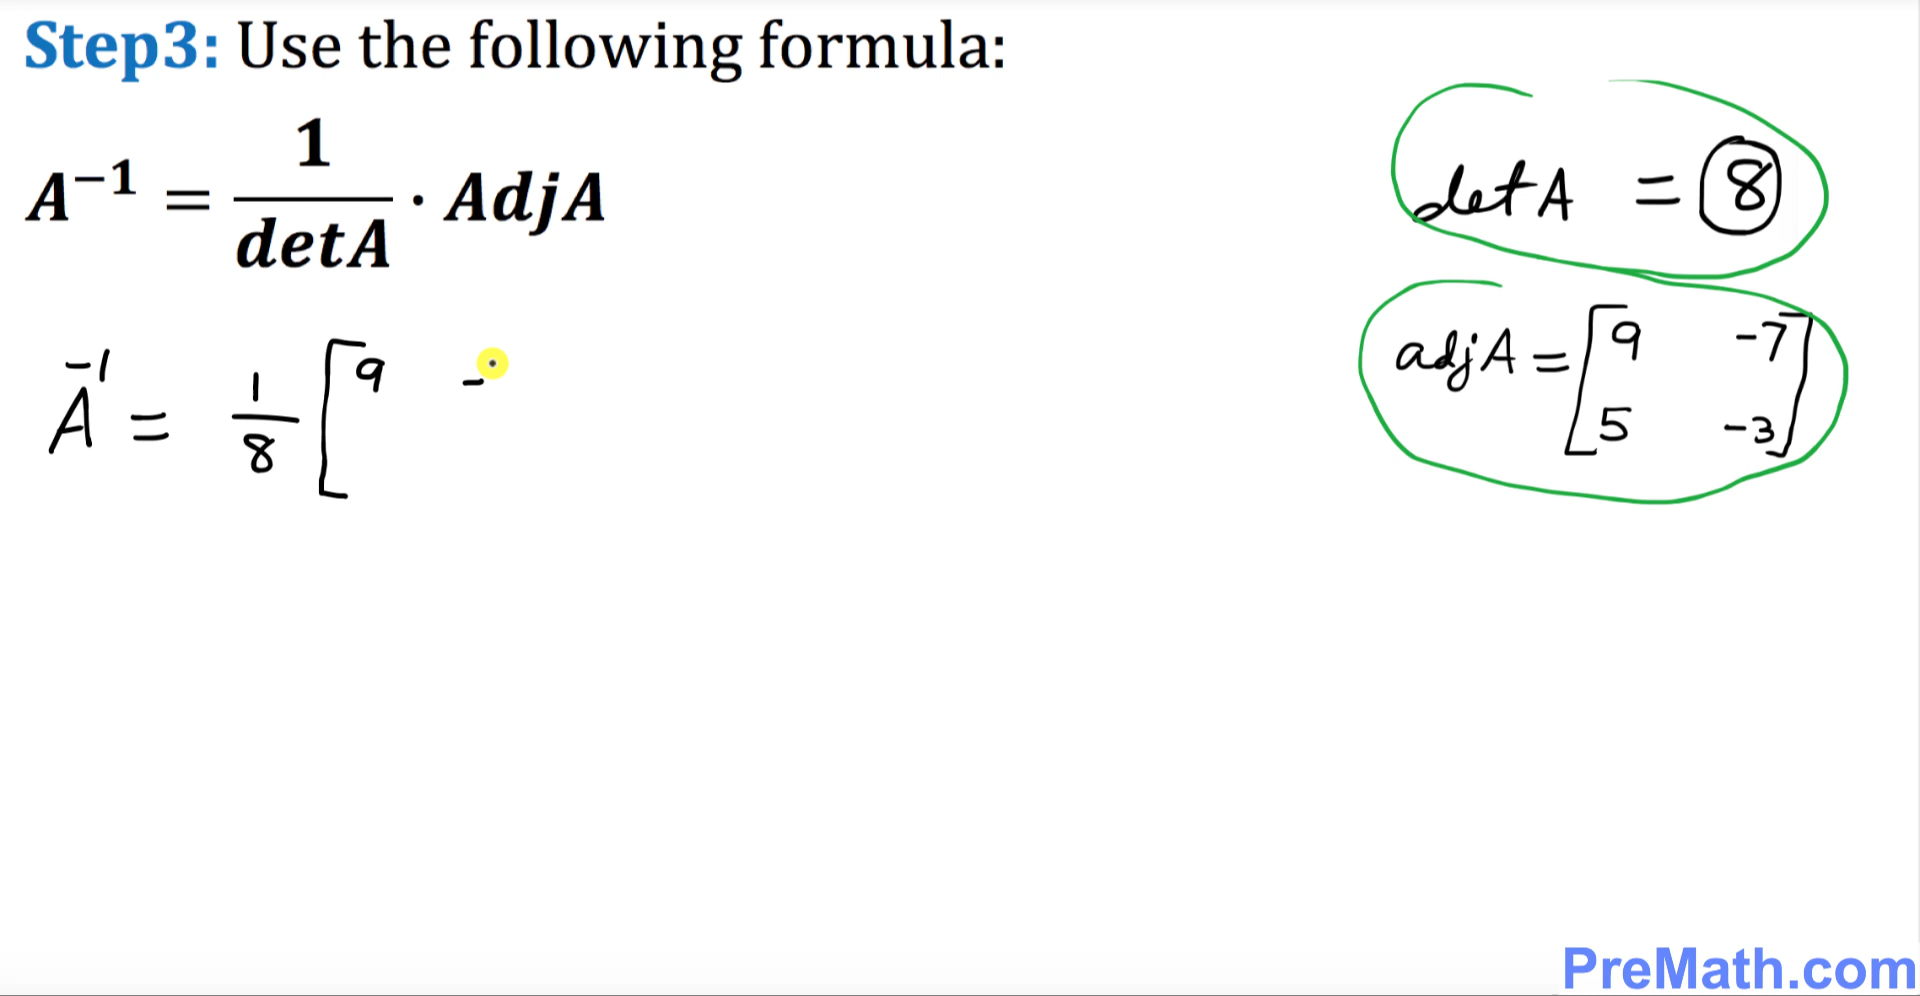 Step3: Use the following formula:
A⁻¹ = 1/detA · AdjA
detA = 8
adjA = [9 -7
5 -3]
A⁻¹ = 1/8 [9 -
PreMath.com